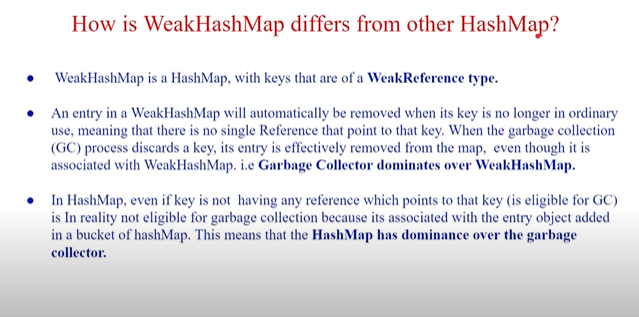 How is WeakHashMap differs from other HashMap?
● WeakHashMap is a HashMap, with keys that are of a WeakReference type.
● An entry in a WeakHashMap will automatically be removed when its key is no longer in ordinary
use, meaning that there is no single Reference that point to that key. When the garbage collection
(GC) process discards a key, its entry is effectively removed from the map, even though it is
associated with WeakHashMap. i.e Garbage Collector dominates over WeakHashMap.
● In HashMap, even if key is not having any reference which points to that key (is eligible for GC)
is In reality not eligible for garbage collection because its associated with the entry object added
in a bucket of hashMap. This means that the HashMap has dominance over the garbage
collector.